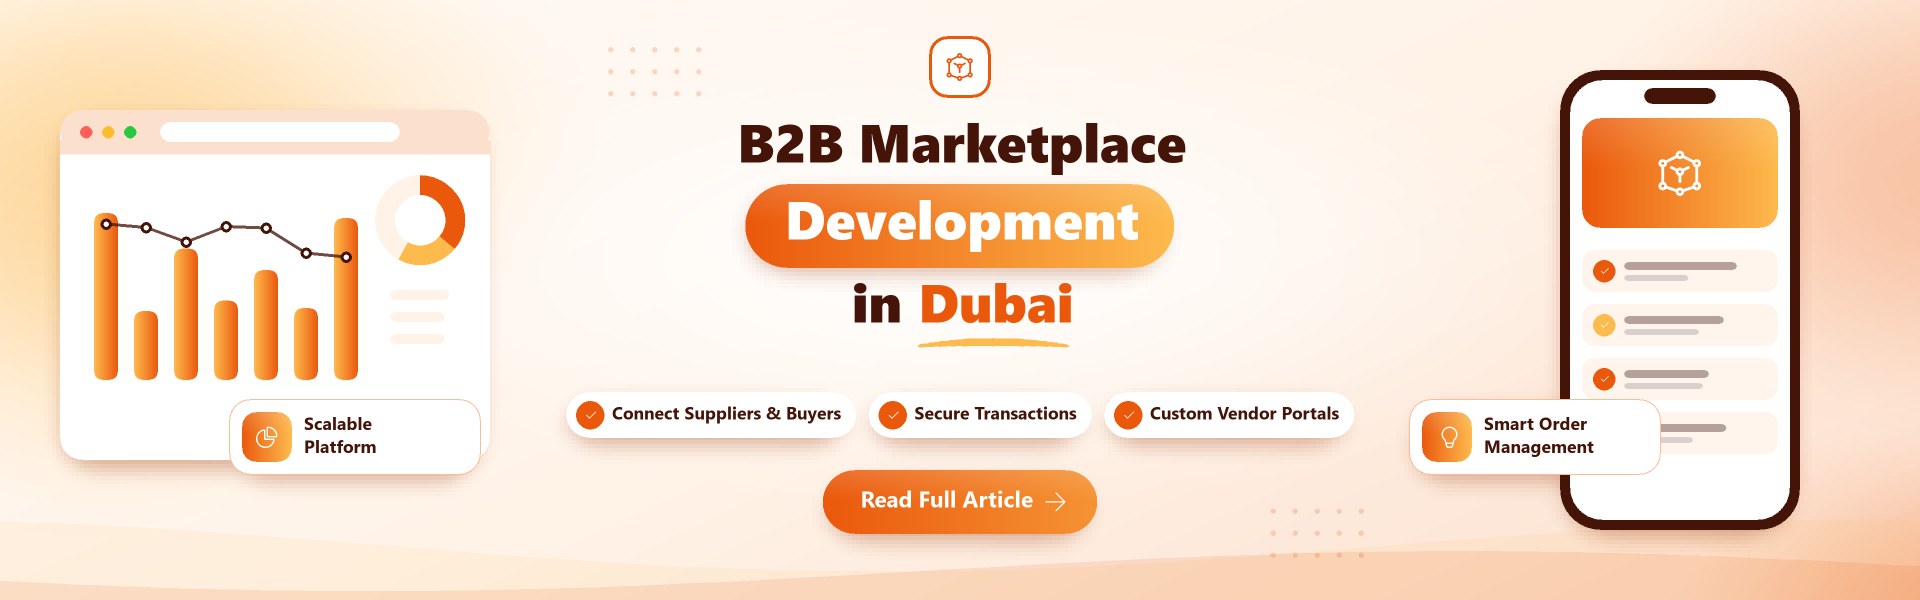 B2B Marketplace
Development
in Dubai
Connect Suppliers & Buyers
Secure Transactions
Custom Vendor Portals
Read Full Article
Scalable
Platform
Smart Order
Management